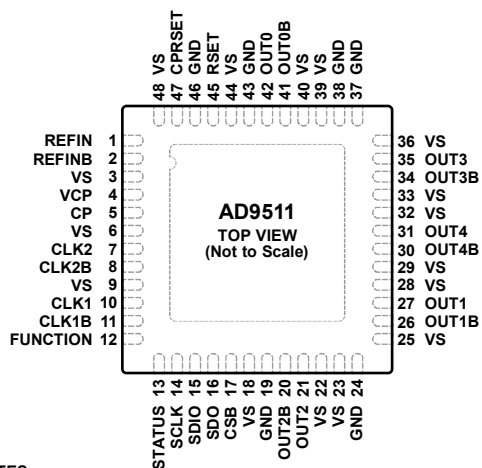 48 VS
47 CPRSET
46 GND
45 RSET
44 VS
43 GND
42 OUT0
41 OUT0B
40 VS
39 VS
38 GND
37 GND
REFIN 1
REFINB 2
VS 3
VCP 4
CP 5
VS 6
CLK2 7
CLK2B 8
VS 9
CLK1 10
CLK1B 11
FUNCTION 12
AD9511
TOP VIEW
(Not to Scale)
36 VS
35 OUT3
34 OUT3B
33 VS
32 VS
31 OUT4
30 OUT4B
29 VS
28 VS
27 OUT1
26 OUT1B
25 VS
STATUS 13
SCLK 14
SDIO 15
SDO 16
CSB 17
VS 18
GND 19
OUT2B 20
OUT2 21
VS 22
VS 23
GND 24